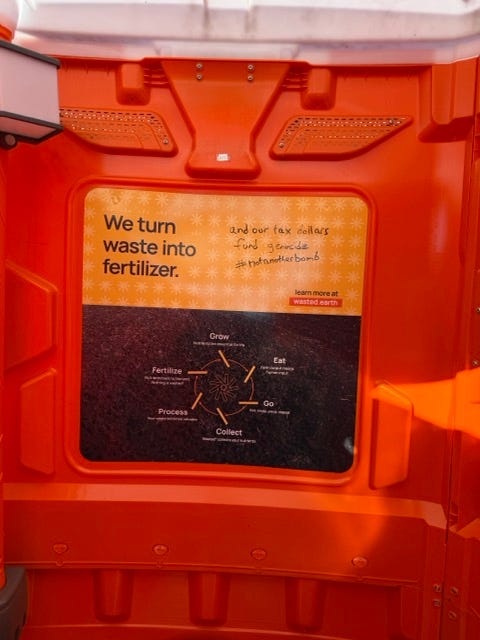 We turn
waste into
fertilizer.
and our tax dollars
fund genocide
#notanotherbomb
learn more at
wasted.earth
Grow
Eat
Fertilize
Go
Process
Collect